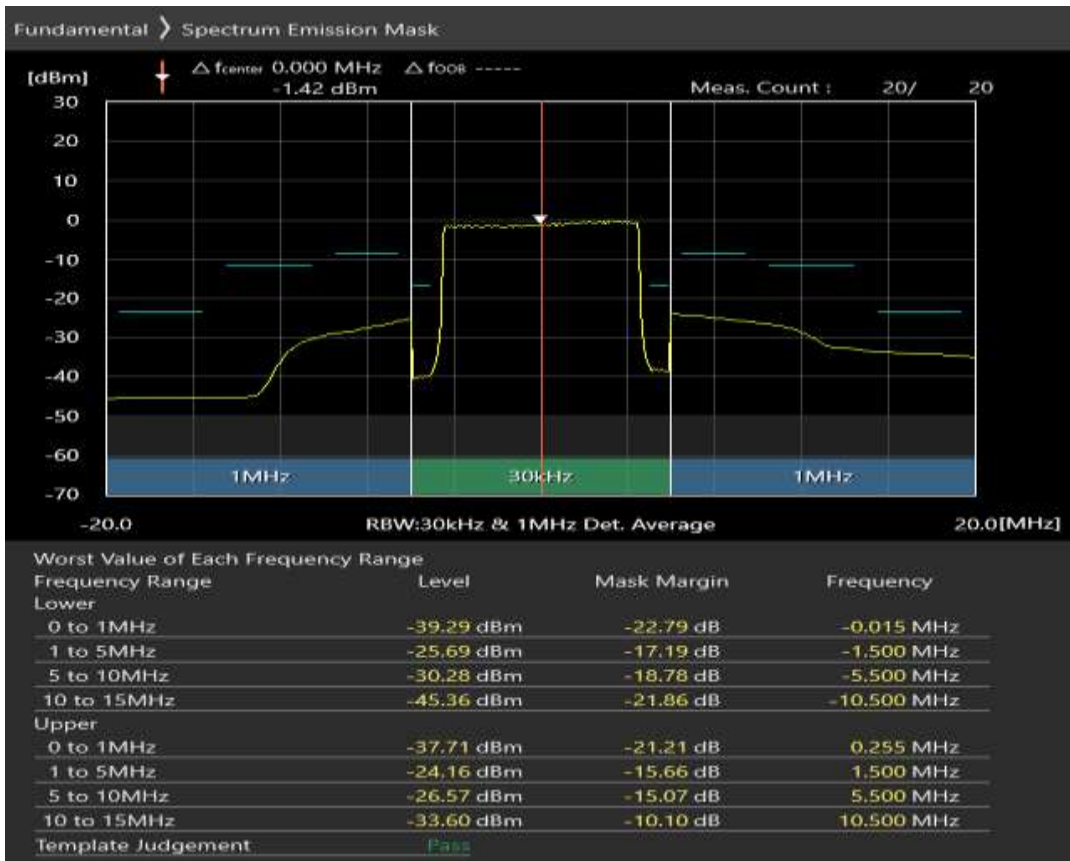 Fundamental ❯ Spectrum Emission Mask
[dBm] △ fcenter 0.000 MHz △ fOOB -----
-1.42 dBm Meas. Count : 20/ 20
30
20
10
0
-10
-20
-30
-40
-50
-60
1MHz 30kHz 1MHz
-70
-20.0 RBW:30kHz & 1MHz Det. Average 20.0[MHz]
Worst Value of Each Frequency Range
Frequency Range Level Mask Margin Frequency
Lower
0 to 1MHz -39.29 dBm -22.79 dB -0.015 MHz
1 to 5MHz -25.69 dBm -17.19 dB -1.500 MHz
5 to 10MHz -30.28 dBm -18.78 dB -5.500 MHz
10 to 15MHz -45.36 dBm -21.86 dB -10.500 MHz
Upper
0 to 1MHz -37.71 dBm -21.21 dB 0.255 MHz
1 to 5MHz -24.16 dBm -15.66 dB 1.500 MHz
5 to 10MHz -26.57 dBm -15.07 dB 5.500 MHz
10 to 15MHz -33.60 dBm -10.10 dB 10.500 MHz
Template Judgement Pass